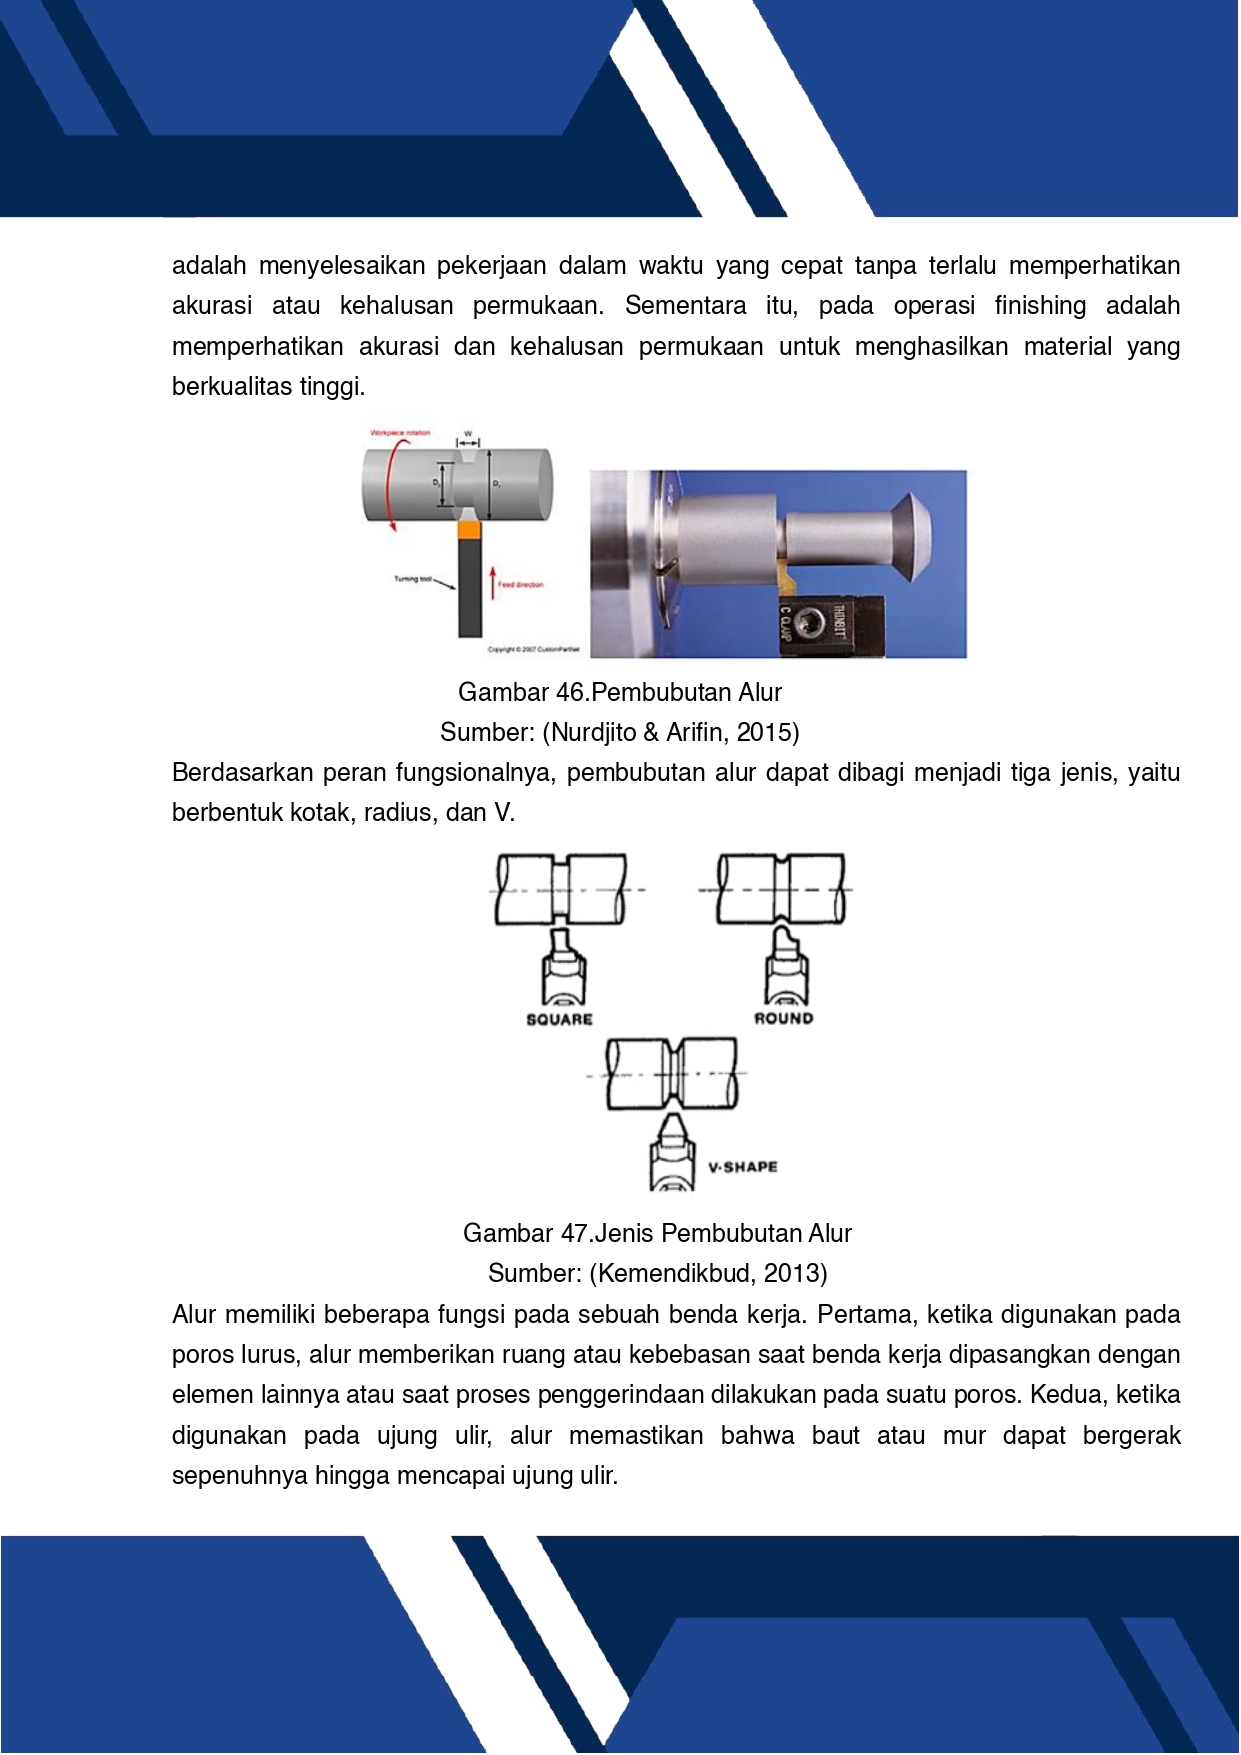 adalah menyelesaikan pekerjaan dalam waktu yang cepat tanpa terlalu memperhatikan
akurasi atau kehalusan permukaan. Sementara itu, pada operasi finishing adalah
memperhatikan akurasi dan kehalusan permukaan untuk menghasilkan material yang
berkualitas tinggi.
Workpiece rotation
W
D
D
Turning tool
Feed direction
Copyright © 2007 CustomPartNet
THINBIT
C CLAMP
Gambar 46.Pembubutan Alur
Sumber: (Nurdjito & Arifin, 2015)
Berdasarkan peran fungsionalnya, pembubutan alur dapat dibagi menjadi tiga jenis, yaitu
berbentuk kotak, radius, dan V.
SQUARE
ROUND
V-SHAPE
Gambar 47.Jenis Pembubutan Alur
Sumber: (Kemendikbud, 2013)
Alur memiliki beberapa fungsi pada sebuah benda kerja. Pertama, ketika digunakan pada
poros lurus, alur memberikan ruang atau kebebasan saat benda kerja dipasangkan dengan
elemen lainnya atau saat proses penggerindaan dilakukan pada suatu poros. Kedua, ketika
digunakan pada ujung ulir, alur memastikan bahwa baut atau mur dapat bergerak
sepenuhnya hingga mencapai ujung ulir.